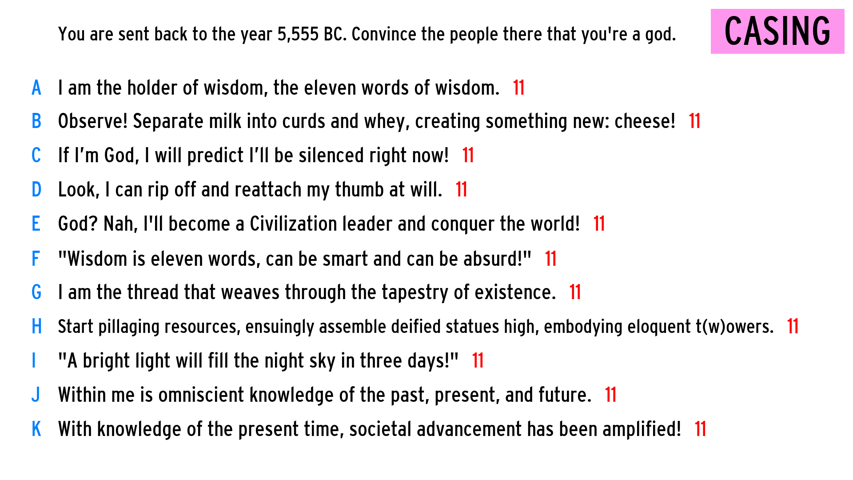 You are sent back to the year 5,555 BC. Convince the people there that you're a god.
CASING
A I am the holder of wisdom, the eleven words of wisdom. 11
B Observe! Separate milk into curds and whey, creating something new: cheese! 11
C If I’m God, I will predict I’ll be silenced right now! 11
D Look, I can rip off and reattach my thumb at will. 11
E God? Nah, I'll become a Civilization leader and conquer the world! 11
F "Wisdom is eleven words, can be smart and can be absurd!" 11
G I am the thread that weaves through the tapestry of existence. 11
H Start pillaging resources, ensuingly assemble deified statues high, embodying eloquent t(w)owers. 11
I "A bright light will fill the night sky in three days!" 11
J Within me is omniscient knowledge of the past, present, and future. 11
K With knowledge of the present time, societal advancement has been amplified! 11